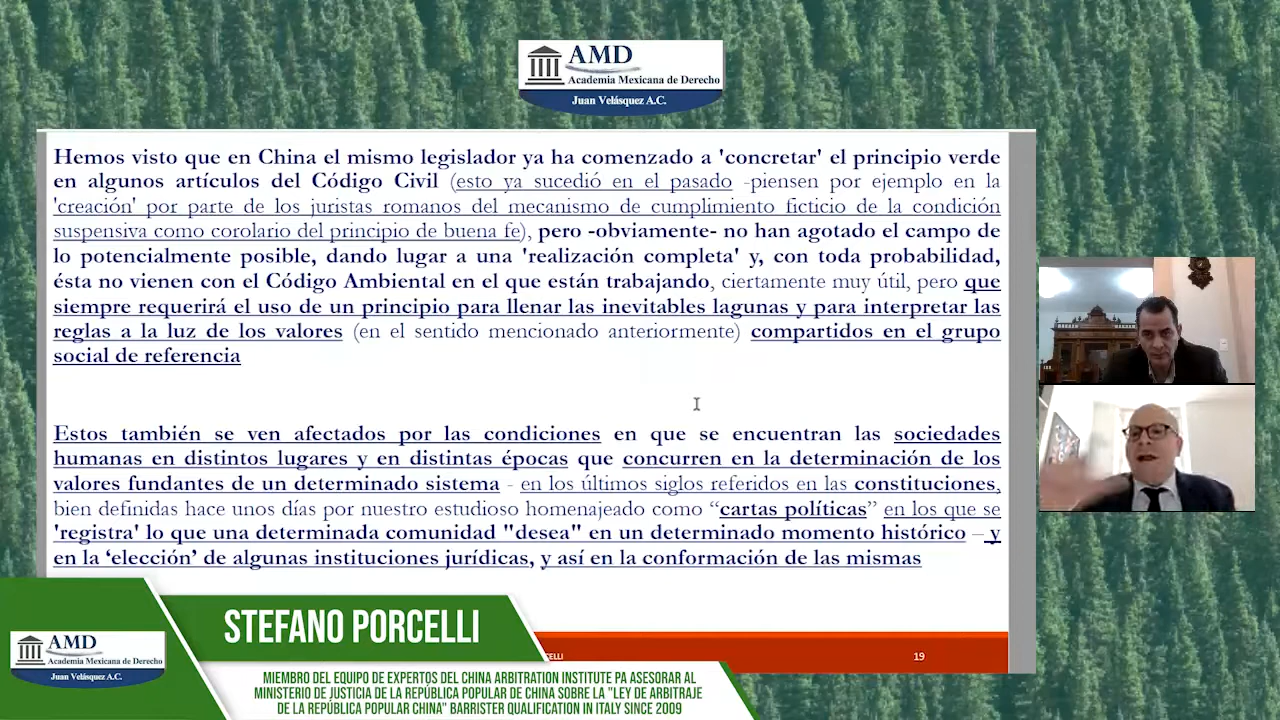 AMD
Academia Mexicana de Derecho
Juan Velásquez A.C.
Hemos visto que en China el mismo legislador ya ha comenzado a 'concretar' el principio verde
en algunos artículos del Código Civil (esto ya sucedió en el pasado -piensen por ejemplo en la
'creación' por parte de los juristas romanos del mecanismo de cumplimiento ficticio de la condición
suspensiva como corolario del principio de buena fe), pero -obviamente- no han agotado el campo de
lo potencialmente posible, dando lugar a una 'realización completa' y, con toda probabilidad,
ésta no vienen con el Código Ambiental en el que están trabajando, ciertamente muy útil, pero que
siempre requerirá el uso de un principio para llenar las inevitables lagunas y para interpretar las
reglas a la luz de los valores (en el sentido mencionado anteriormente) compartidos en el grupo
social de referencia
Estos también se ven afectados por las condiciones en que se encuentran las sociedades
humanas en distintos lugares y en distintas épocas que concurren en la determinación de los
valores fundantes de un determinado sistema - en los últimos siglos referidos en las constituciones,
bien definidas hace unos días por nuestro estudioso homenajeado como “cartas políticas” en los que se
'registra' lo que una determinada comunidad "desea" en un determinado momento histórico – y
en la ‘elección’ de algunas instituciones jurídicas, y así en la conformación de las mismas
CELLI
19
STEFANO PORCELLI
AMD
Academia Mexicana de Derecho
Juan Velásquez A.C.
MIEMBRO DEL EQUIPO DE EXPERTOS DEL CHINA ARBITRATION INSTITUTE PA ASESORAR AL
MINISTERIO DE JUSTICIA DE LA REPÚBLICA POPULAR DE CHINA SOBRE LA "LEY DE ARBITRAJE
DE LA REPÚBLICA POPULAR CHINA" BARRISTER QUALIFICATION IN ITALY SINCE 2009